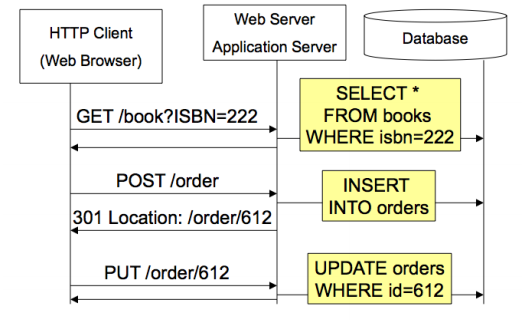 HTTP Client
(Web Browser)
Web Server
Application Server
Database
GET /book?ISBN=222
SELECT *
FROM books
WHERE isbn=222
POST /order
INSERT
INTO orders
301 Location: /order/612
PUT /order/612
UPDATE orders
WHERE id=612